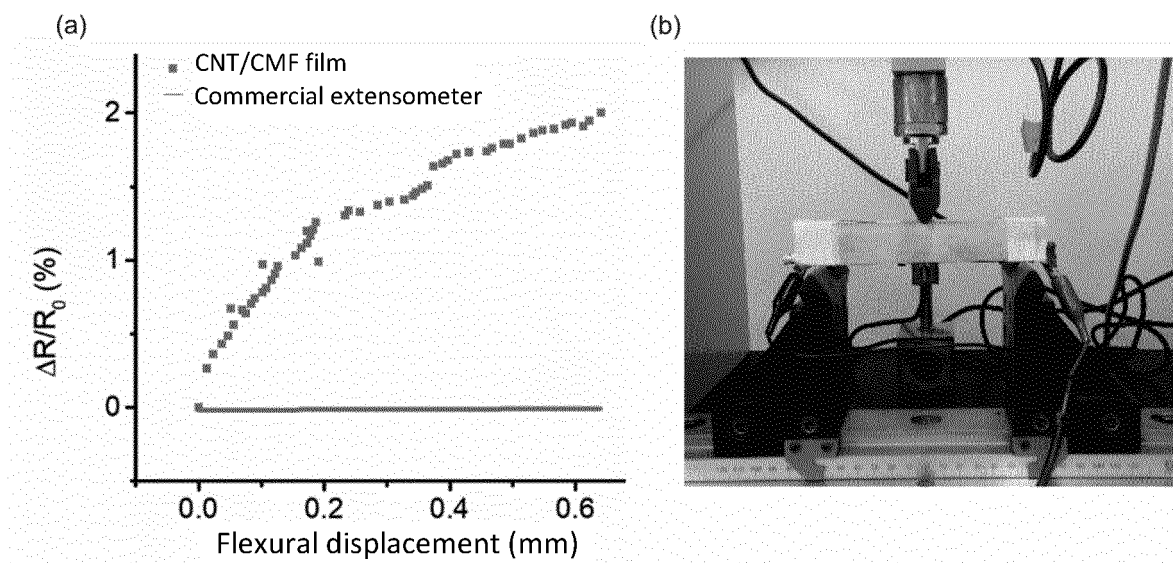 (a)
CNT/CMF film
Commercial extensometer
2
1
0
ΔR/R₀ (%)
0.0 0.2 0.4 0.6
Flexural displacement (mm)
(b)